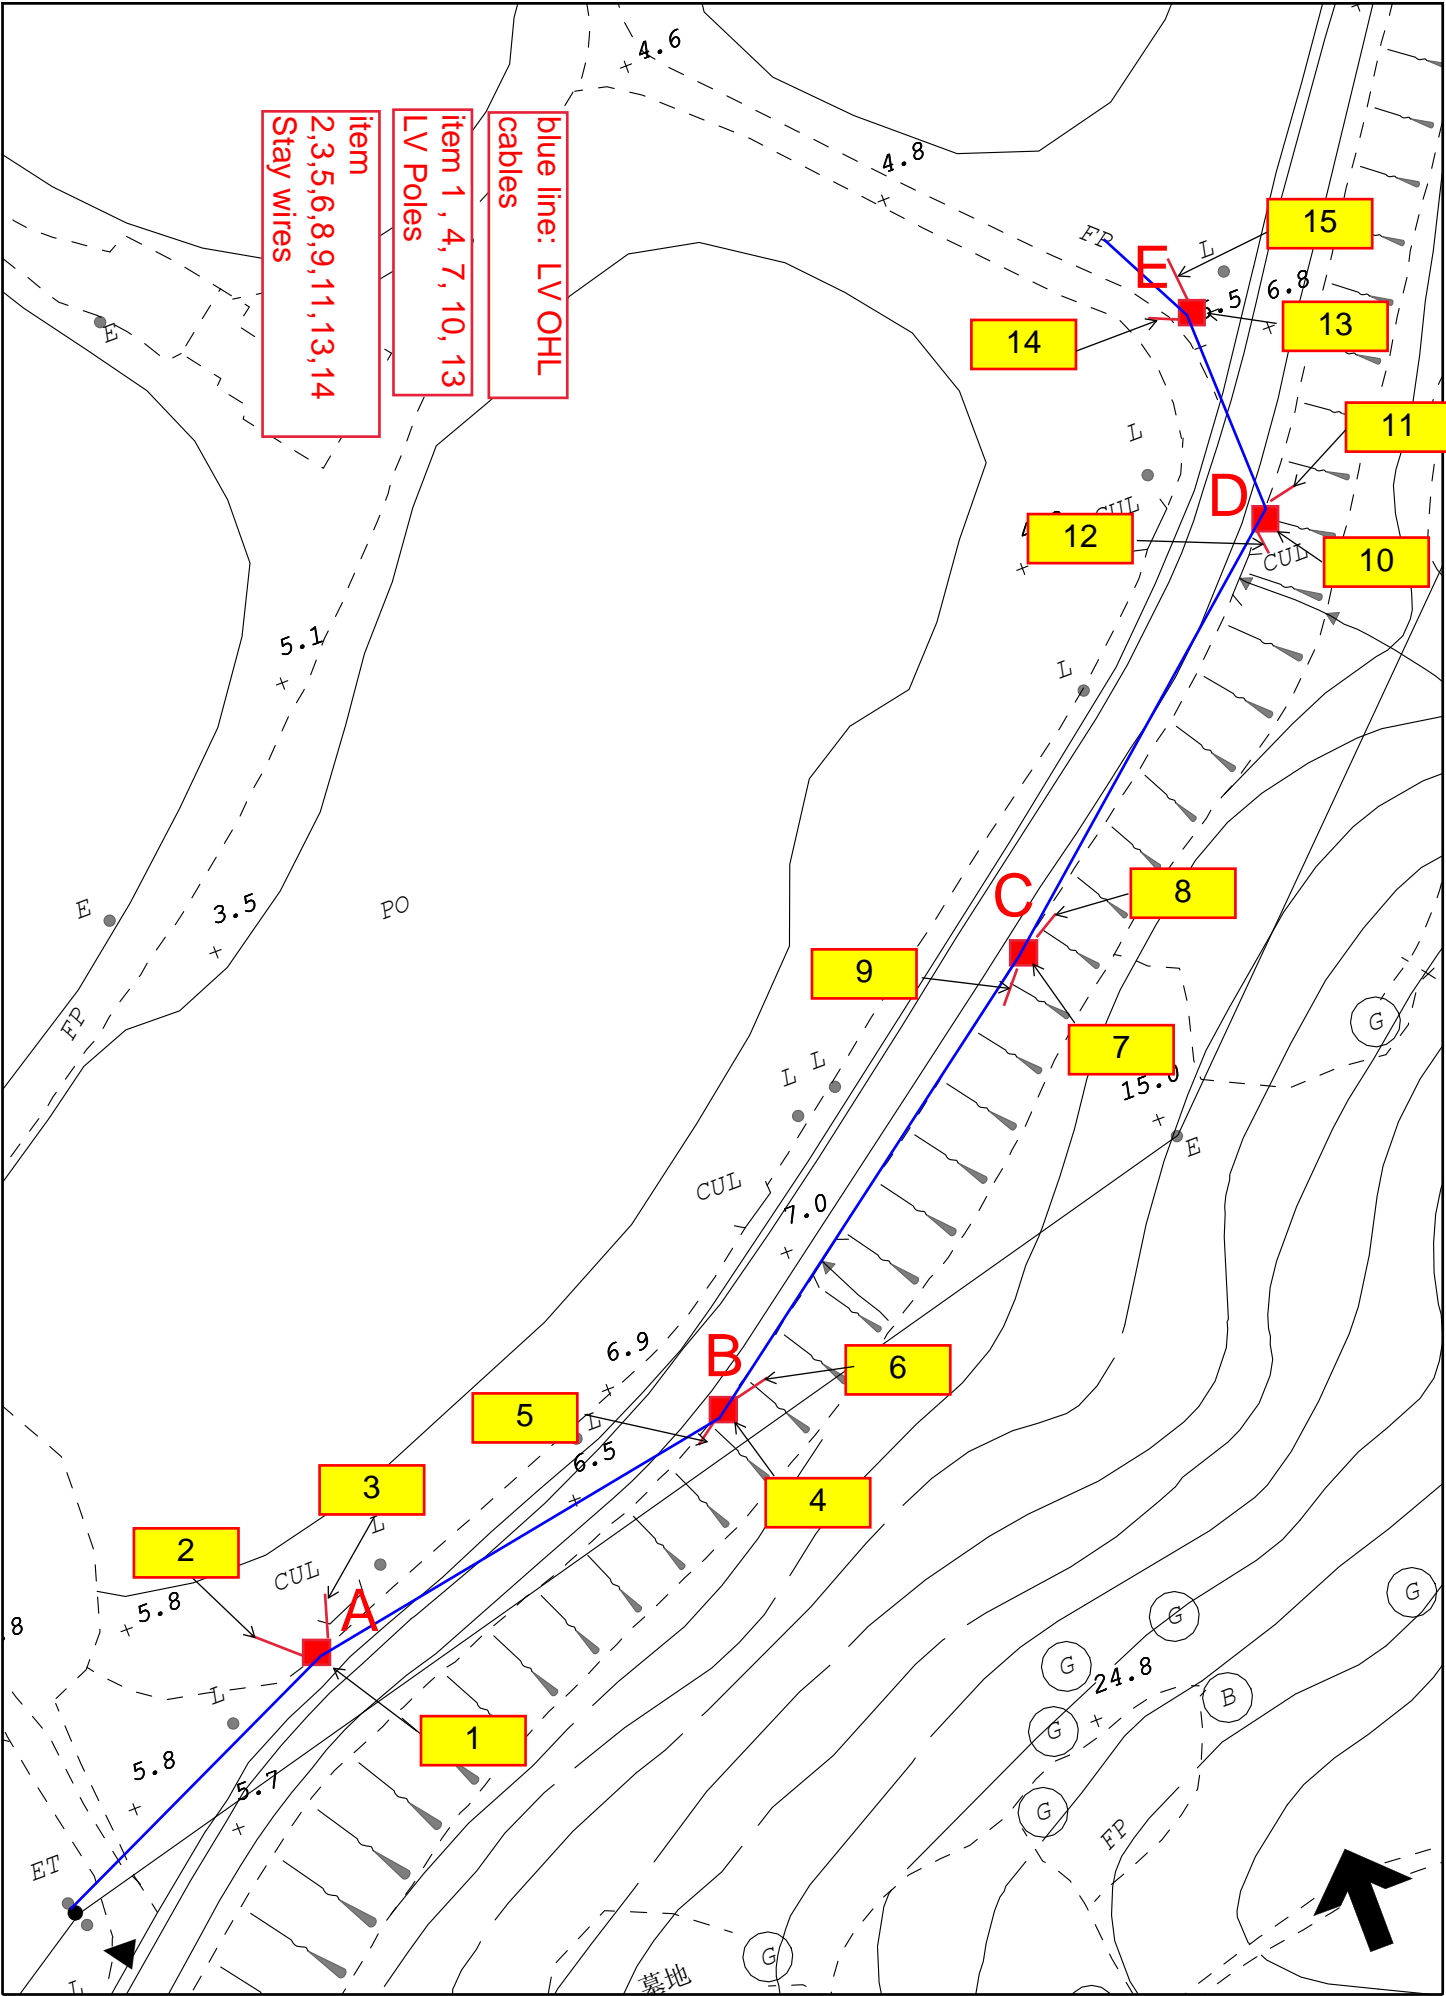 4.6
blue line: LV OHL
cables
item 1 , 4, 7, 10, 13
LV Poles
item
2,3,5,6,8,9,11,13,14
Stay wires
4.8
FP
E
L
15
6.8
13
14
E
L
11
D
CUL
12
CUL
10
5.1
L
E
3.5
PO
C
8
9
G
FP
7
L
L
15.0
E
CUL
7.0
6.9
B
6
5
L
6.5
3
4
2
L
CUL
A
5.8
8
G
G
G
24.8
B
L
1
G
5.8
5.7
G
FP
ET
G
墓地
L